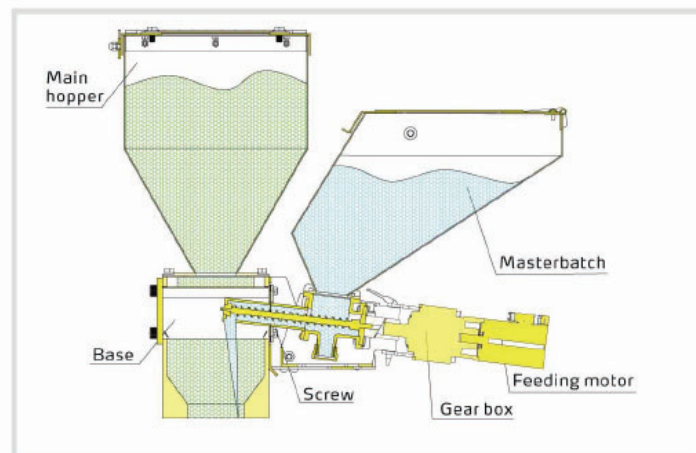 Main
hopper
Masterbatch
Base
Screw
Gear box
Feeding motor